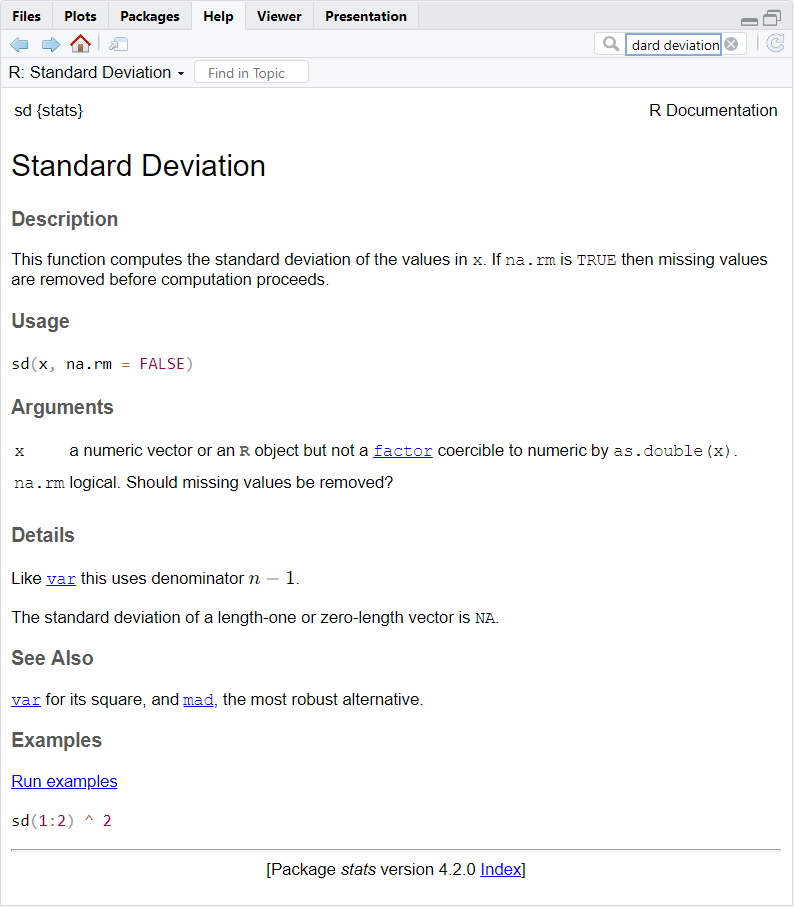 Files Plots Packages Help Viewer Presentation
dard deviation
R: Standard Deviation Find in Topic
sd {stats} R Documentation
Standard Deviation
Description
This function computes the standard deviation of the values in x. If na.rm is TRUE then missing values
are removed before computation proceeds.
Usage
sd(x, na.rm = FALSE)
Arguments
x a numeric vector or an R object but not a factor coercible to numeric by as.double(x).
na.rm logical. Should missing values be removed?
Details
Like var this uses denominator n − 1.
The standard deviation of a length-one or zero-length vector is NA.
See Also
var for its square, and mad, the most robust alternative.
Examples
Run examples
sd(1:2) ^ 2
[Package stats version 4.2.0 Index]